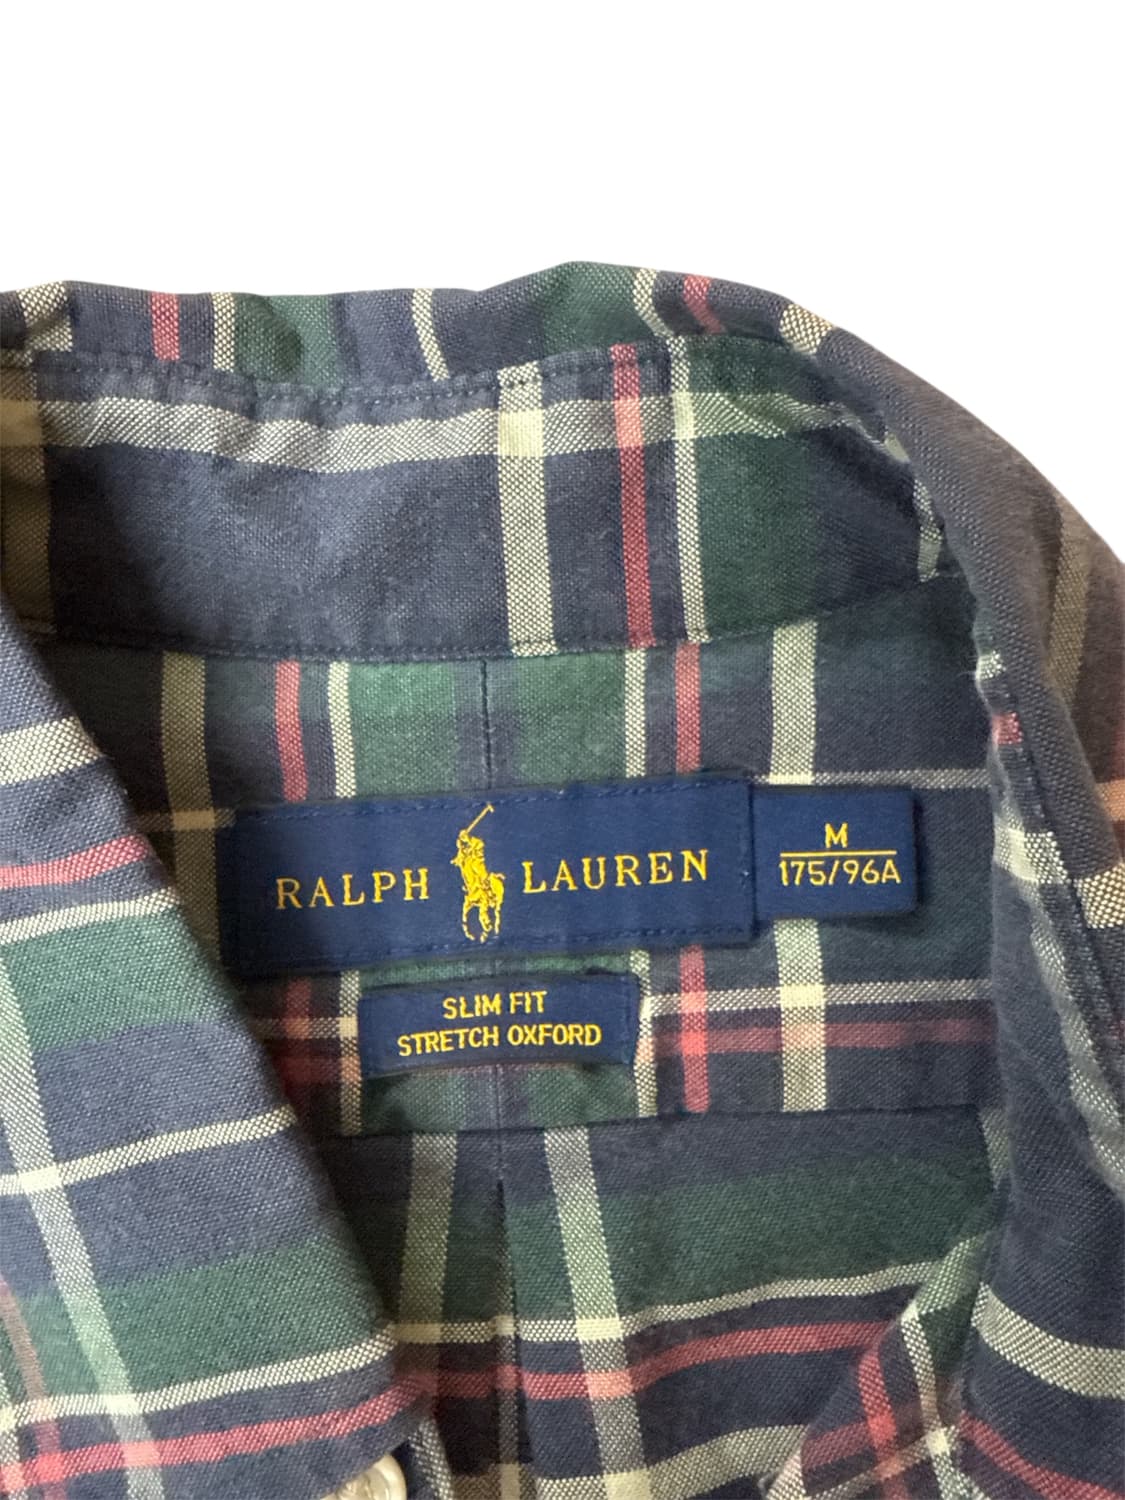 RALPH LAUREN
M
175/96A
SLIM FIT
STRETCH OXFORD